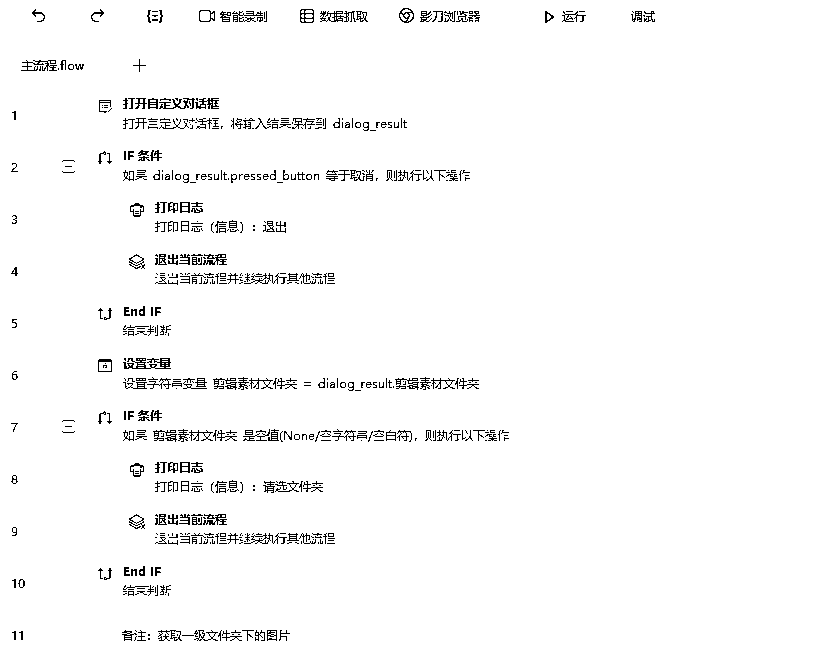 智能录制 数据抓取 影刀浏览器 运行 调试
主流程.flow
1 打开自定义对话框
打开自定义对话框，将输入结果保存到 dialog_result
2 IF 条件
如果 dialog_result.pressed_button 等于取消，则执行以下操作
3 打印日志
打印日志（信息）：退出
4 退出当前流程
退出当前流程并继续执行其他流程
5 End IF
结束判断
6 设置变量
设置字符串变量 剪辑素材文件夹 = dialog_result.剪辑素材文件夹
7 IF 条件
如果 剪辑素材文件夹 是空值(None/空字符串/空白符)，则执行以下操作
8 打印日志
打印日志（信息）：请选文件夹
9 退出当前流程
退出当前流程并继续执行其他流程
10 End IF
结束判断
11 备注：获取一级文件夹下的图片